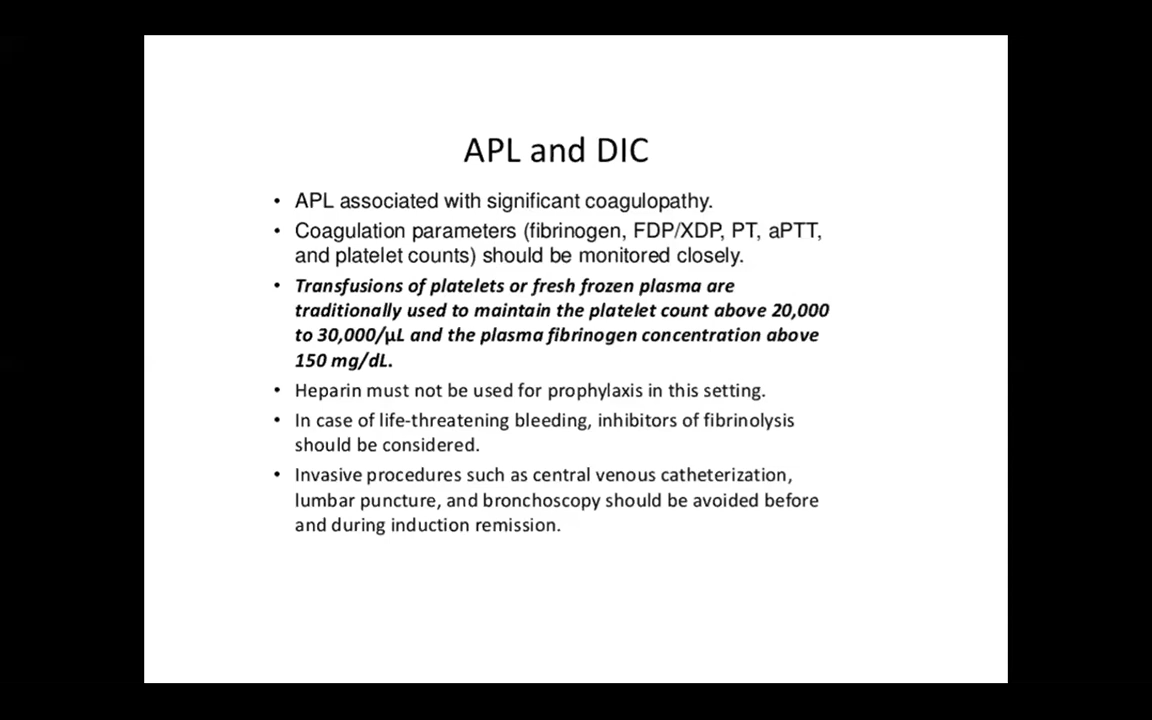 APL and DIC
• APL associated with significant coagulopathy.
• Coagulation parameters (fibrinogen, FDP/XDP, PT, aPTT,
and platelet counts) should be monitored closely.
• Transfusions of platelets or fresh frozen plasma are
traditionally used to maintain the platelet count above 20,000
to 30,000/μL and the plasma fibrinogen concentration above
150 mg/dL.
• Heparin must not be used for prophylaxis in this setting.
• In case of life-threatening bleeding, inhibitors of fibrinolysis
should be considered.
• Invasive procedures such as central venous catheterization,
lumbar puncture, and bronchoscopy should be avoided before
and during induction remission.